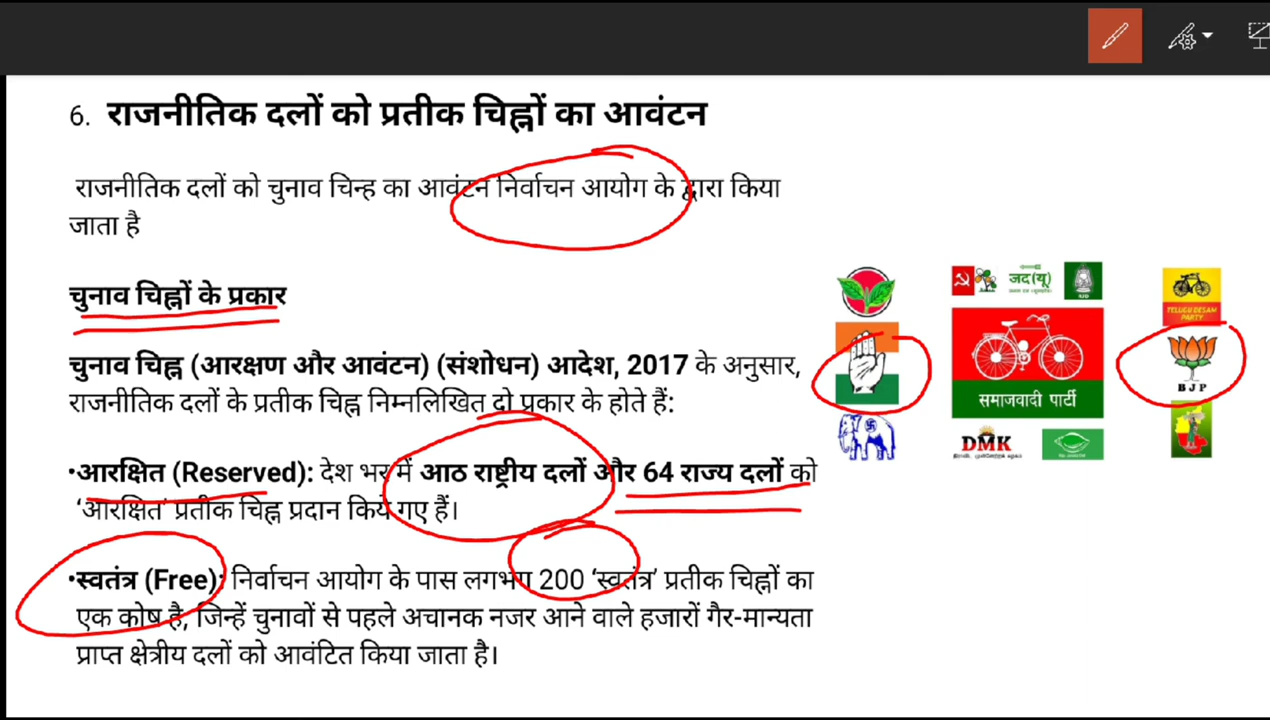 6. राजनीतिक दलों को प्रतीक चिह्नों का आवंटन
राजनीतिक दलों को चुनाव चिन्ह का आवंटन निर्वाचन आयोग के द्वारा किया
जाता है
चुनाव चिह्नों के प्रकार
चुनाव चिह्न (आरक्षण और आवंटन) (संशोधन) आदेश, 2017 के अनुसार,
राजनीतिक दलों के प्रतीक चिह्न निम्नलिखित दो प्रकार के होते हैं:
•आरक्षित (Reserved): देश भर में आठ राष्ट्रीय दलों और 64 राज्य दलों को
‘आरक्षित’ प्रतीक चिह्न प्रदान किये गए हैं।
•स्वतंत्र (Free): निर्वाचन आयोग के पास लगभग 200 ‘स्वतंत्र’ प्रतीक चिह्नों का
एक कोष है, जिन्हें चुनावों से पहले अचानक नजर आने वाले हजारों गैर-मान्यता
प्राप्त क्षेत्रीय दलों को आवंटित किया जाता है।
जद(यू)
RJD
समाजवादी पार्टी
DMK
TELUGU DESAM
PARTY
BJP